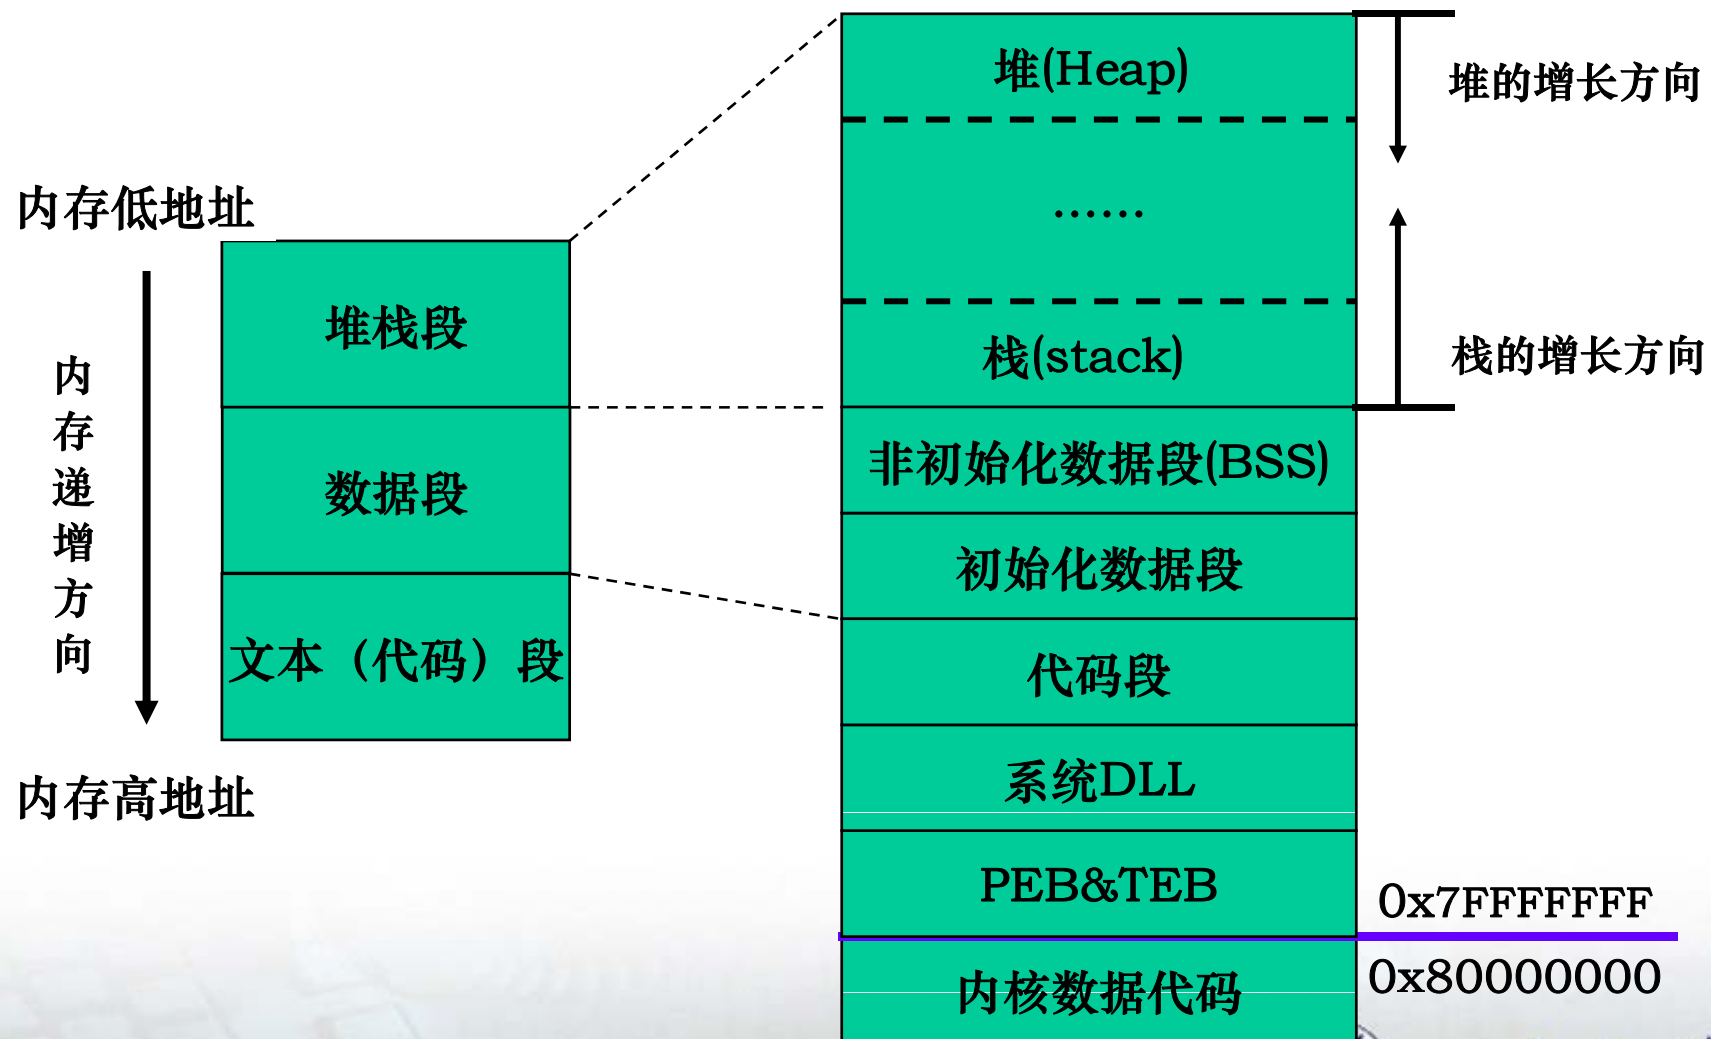 内存低地址
内存递增方向
内存高地址
堆栈段
数据段
文本（代码）段
堆(Heap)
……
栈(stack)
非初始化数据段(BSS)
初始化数据段
代码段
系统DLL
PEB&TEB
内核数据代码
堆的增长方向
栈的增长方向
0x7FFFFFFF
0x80000000